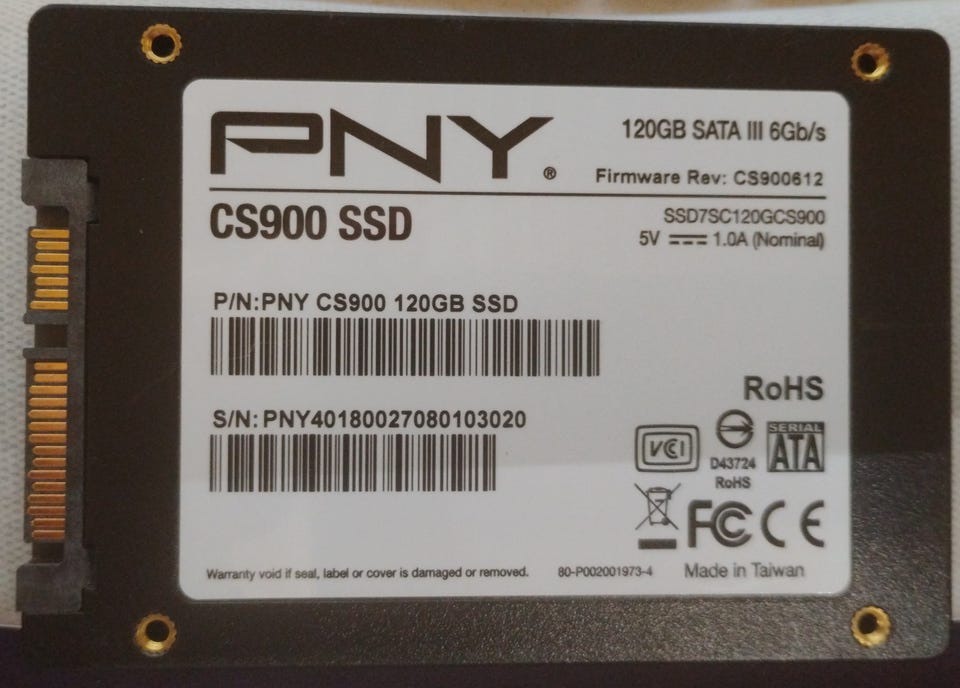 PNY®
120GB SATA III 6Gb/s
Firmware Rev: CS900612
CS900 SSD
SSD7SC120GCS900
5V ⎓ 1.0A (Nominal)
P/N:PNY CS900 120GB SSD
S/N: PNY40180027080103020
RoHS
VCI
D43724
RoHS
SERIAL
ATA
FC CE
Warranty void if seal, label or cover is damaged or removed.
80-P002001973-4
Made in Taiwan